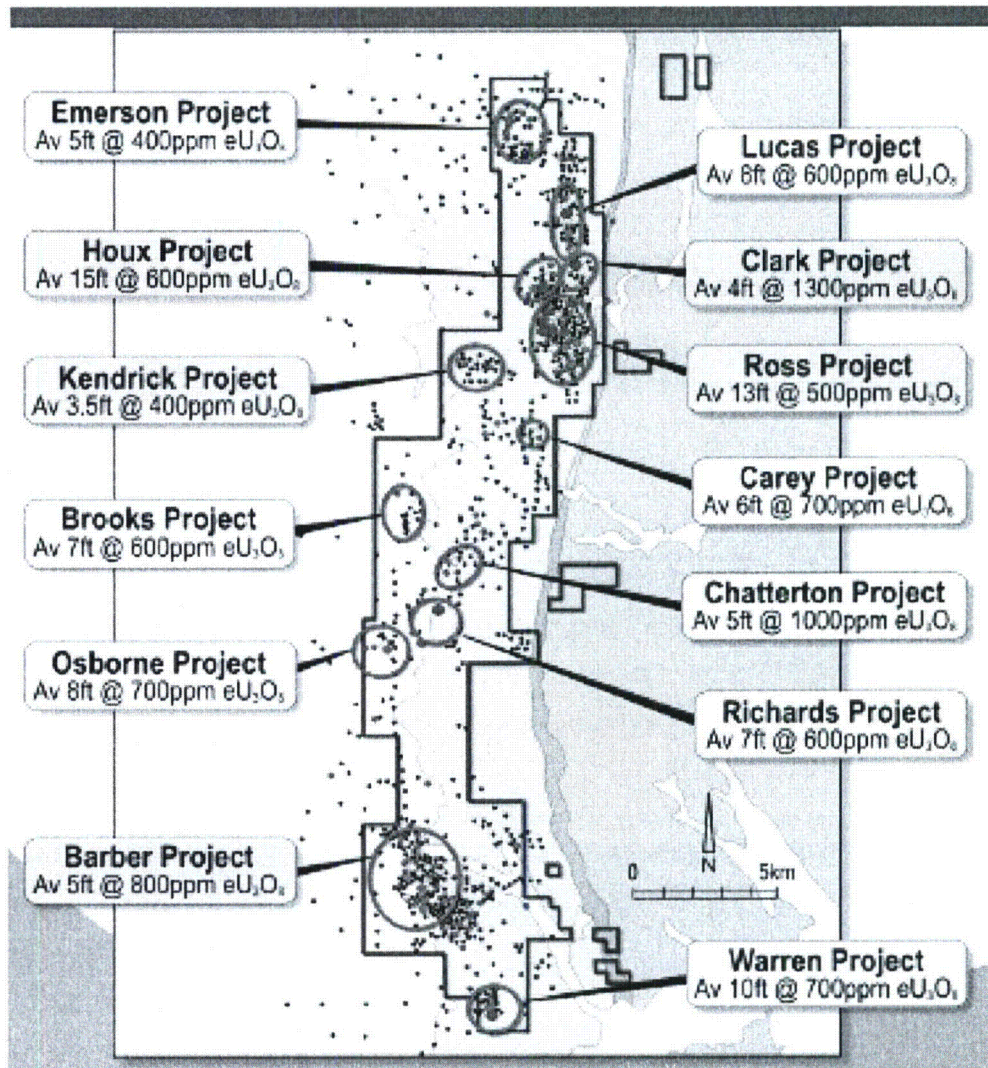 Emerson Project
Av 5ft @ 400ppm eU₃O₈
Lucas Project
Av 8ft @ 600ppm eU₃O₈
Houx Project
Av 15ft @ 600ppm eU₃O₈
Clark Project
Av 4ft @ 1300ppm eU₃O₈
Kendrick Project
Av 3.5ft @ 400ppm eU₃O₈
Ross Project
Av 13ft @ 500ppm eU₃O₈
Carey Project
Av 6ft @ 700ppm eU₃O₈
Brooks Project
Av 7ft @ 600ppm eU₃O₈
Chatterton Project
Av 5ft @ 1000ppm eU₃O₈
Osborne Project
Av 8ft @ 700ppm eU₃O₈
Richards Project
Av 7ft @ 600ppm eU₃O₈
Barber Project
Av 5ft @ 800ppm eU₃O₈
N
0 5km
Warren Project
Av 10ft @ 700ppm eU₃O₈